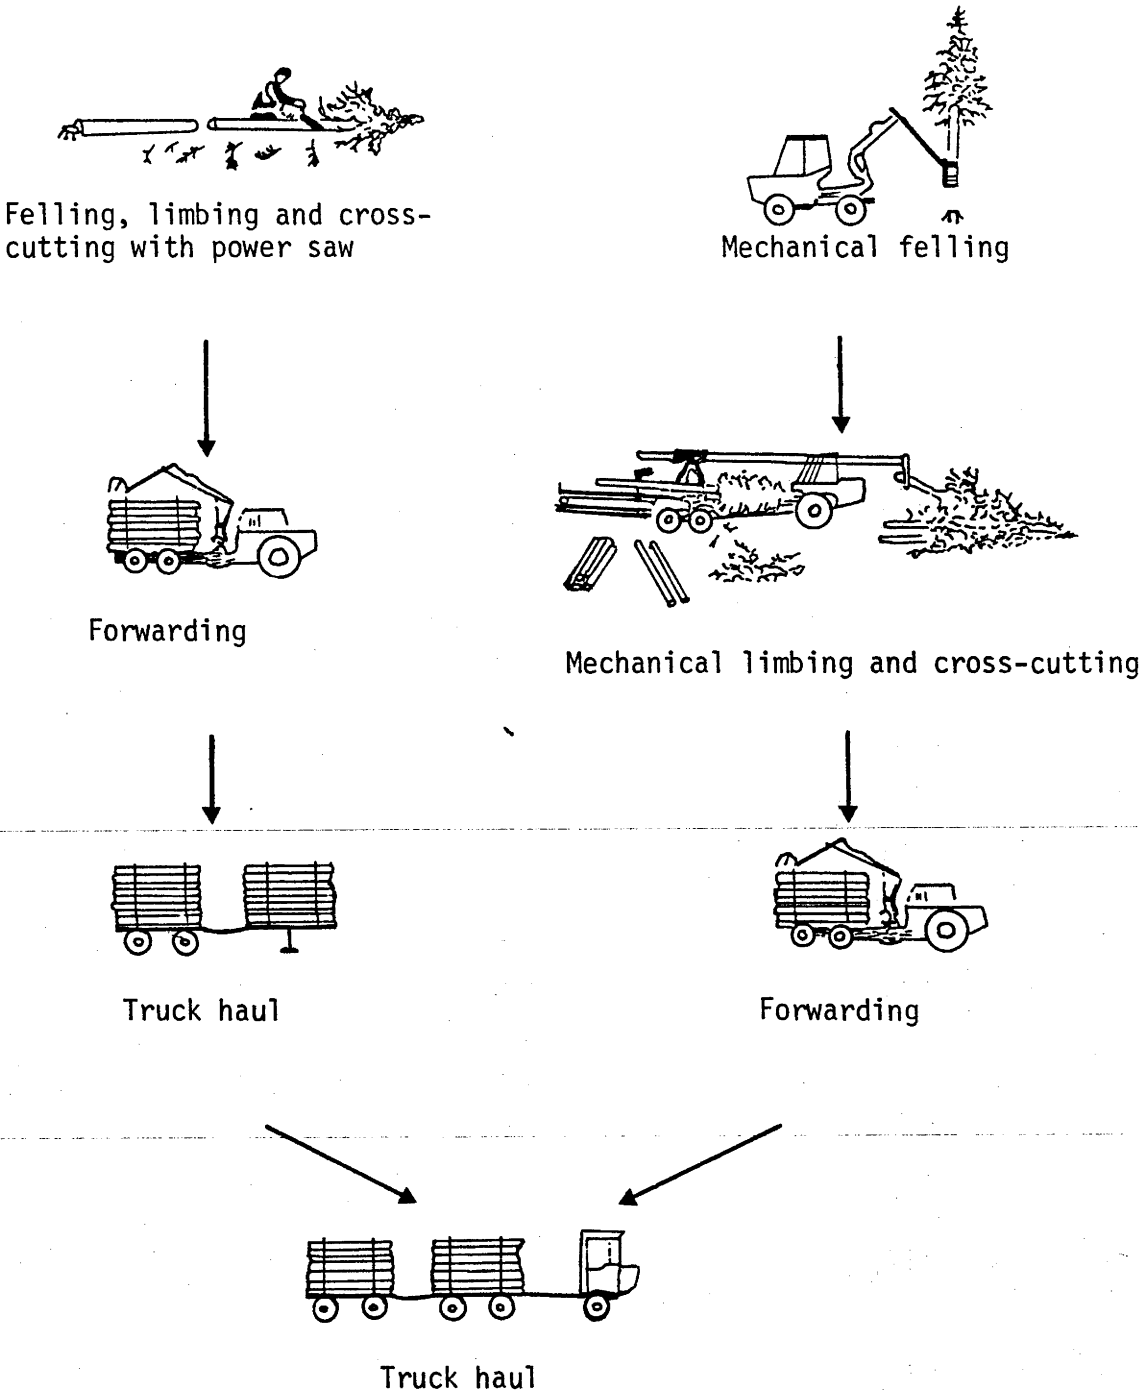 Felling, limbing and cross-
cutting with power saw
Mechanical felling
Forwarding
Mechanical limbing and cross-cutting
Truck haul
Forwarding
Truck haul